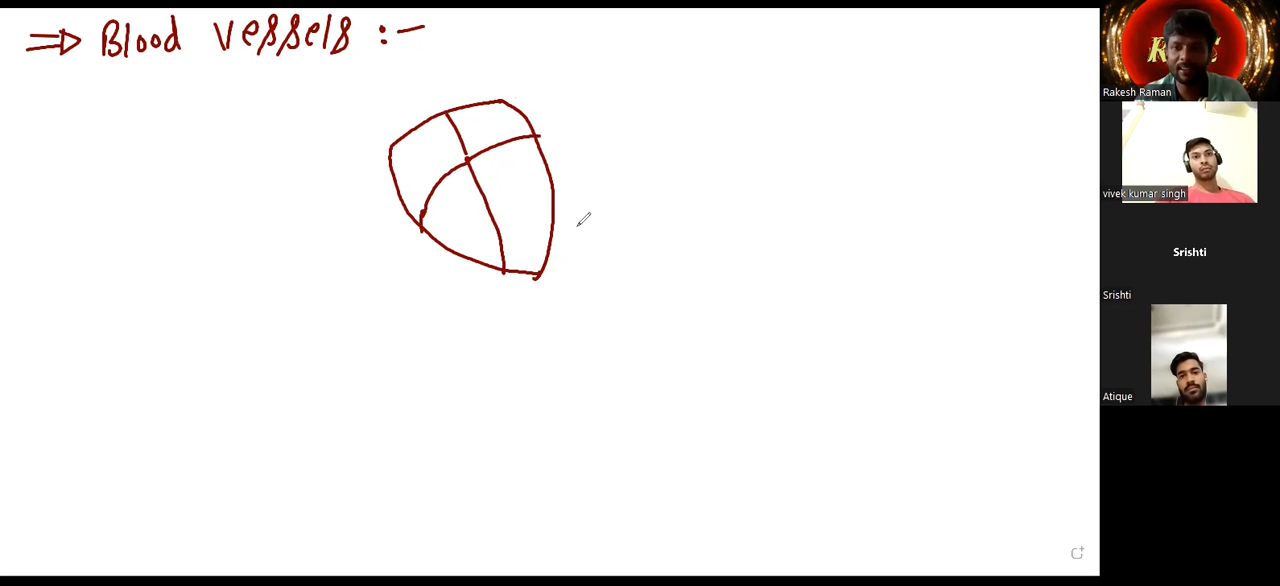 ⇒ Blood vessels :-
Rakesh Raman
vivek kumar singh
Srishti
Srishti
Atique